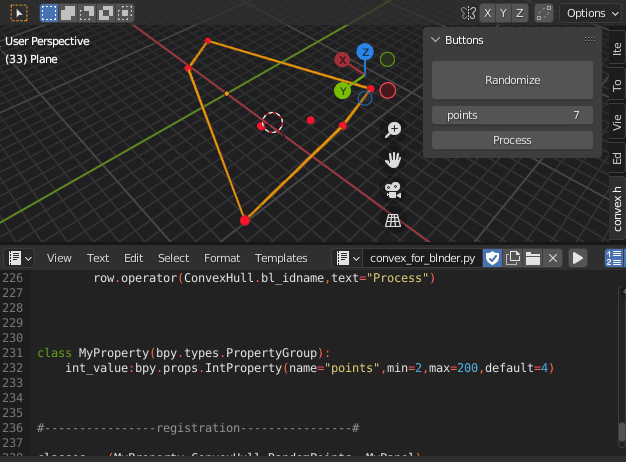 X Y Z Options
User Perspective
(33) Plane
X
Z
Y
Buttons
Randomize
points 7
Process
Ite
To
Vie
Ed
convex h
View Text Edit Select Format Templates convex_for_blnder.py
226 row.operator(ConvexHull.bl_idname,text="Process")
227
228
229
230
231 class MyProperty(bpy.types.PropertyGroup):
232 int_value:bpy.props.IntProperty(name="points",min=2,max=200,default=4)
233
234
235
236 #----------------registration----------------#
237